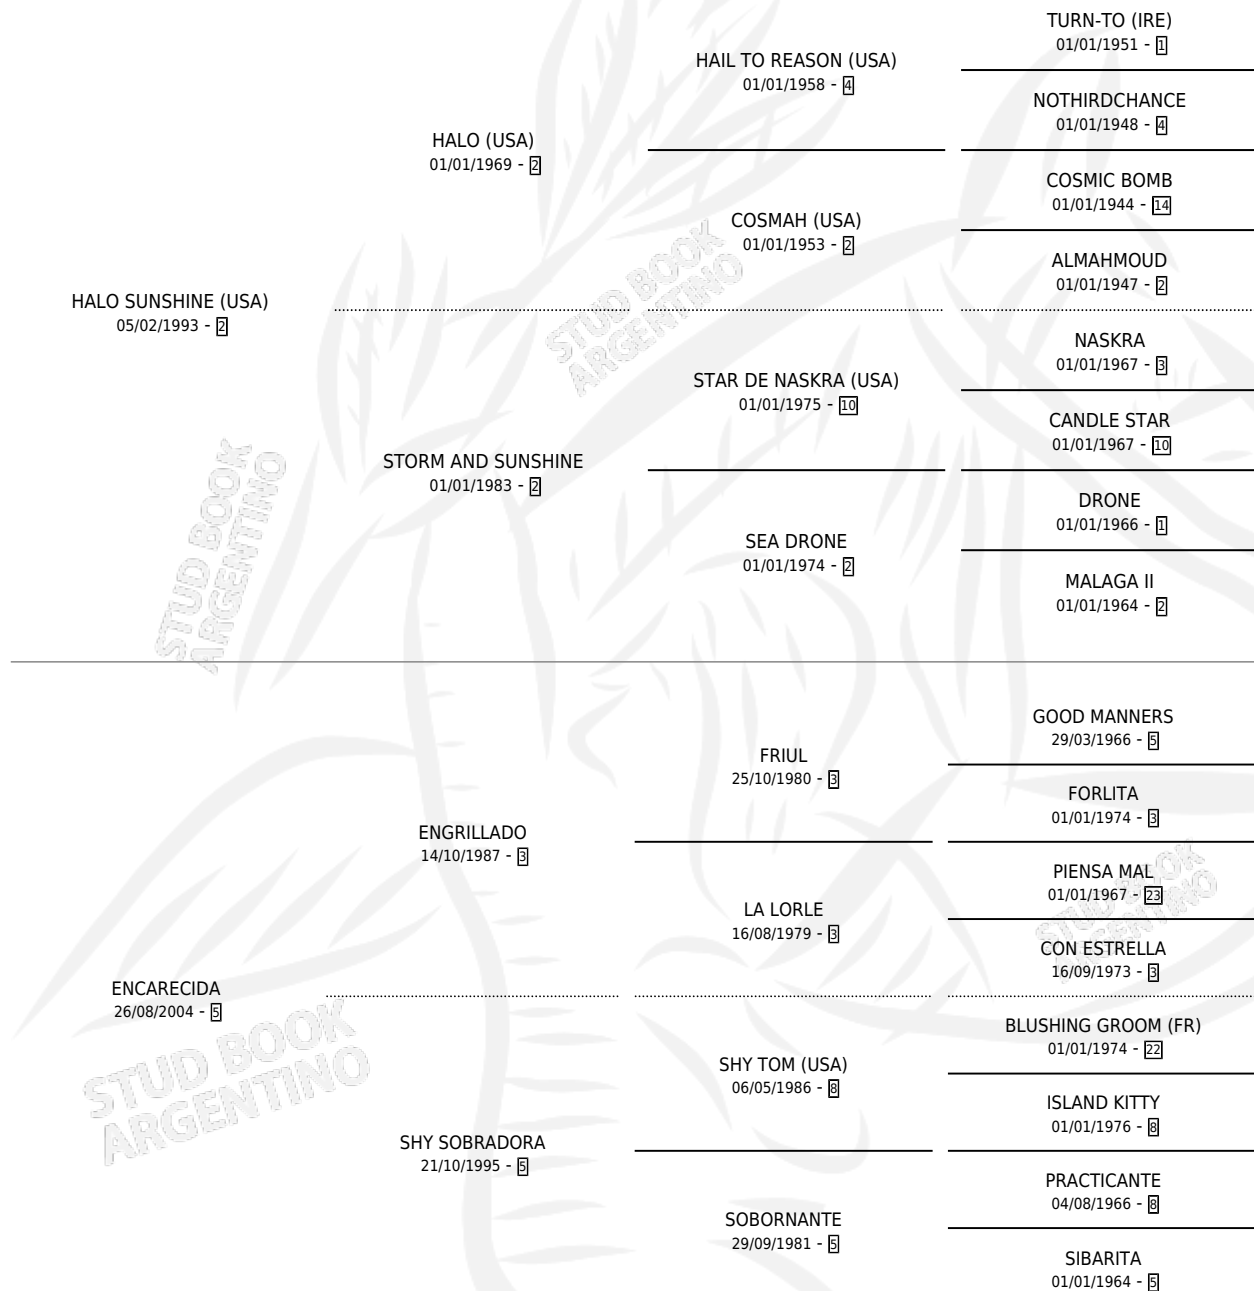 TURN-TO (IRE)
01/01/1951 - 1
HAIL TO REASON (USA)
01/01/1958 - 4
NOTHIRDCHANCE
01/01/1948 - 4
HALO (USA)
01/01/1969 - 2
COSMIC BOMB
01/01/1944 - 14
COSMAH (USA)
01/01/1953 - 2
ALMAHMOUD
01/01/1947 - 2
HALO SUNSHINE (USA)
05/02/1993 - 2
NASKRA
01/01/1967 - 3
STAR DE NASKRA (USA)
01/01/1975 - 10
CANDLE STAR
01/01/1967 - 10
STORM AND SUNSHINE
01/01/1983 - 2
DRONE
01/01/1966 - 1
SEA DRONE
01/01/1974 - 2
MALAGA II
01/01/1964 - 2
GOOD MANNERS
29/03/1966 - 5
FRIUL
25/10/1980 - 3
FORLITA
01/01/1974 - 3
ENGRILLADO
14/10/1987 - 3
PIENSA MAL
01/01/1967 - 23
LA LORLE
16/08/1979 - 3
CON ESTRELLA
16/09/1973 - 3
ENCARECIDA
26/08/2004 - 5
BLUSHING GROOM (FR)
01/01/1974 - 22
SHY TOM (USA)
06/05/1986 - 8
ISLAND KITTY
01/01/1976 - 8
SHY SOBRADORA
21/10/1995 - 5
PRACTICANTE
04/08/1966 - 8
SOBORNANTE
29/09/1981 - 5
SIBARITA
01/01/1964 - 5
STUD BOOK
ARGENTINO
STUD BOOK
ARGENTINO
STUD BOOK
ARGENTINO
STUD BOOK
ARGENTINO